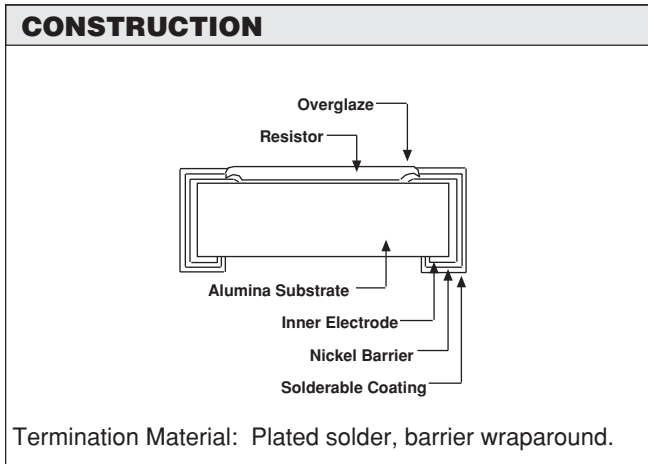 CONSTRUCTION
Overglaze
Resistor
Alumina Substrate
Inner Electrode
Nickel Barrier
Solderable Coating
Termination Material: Plated solder, barrier wraparound.